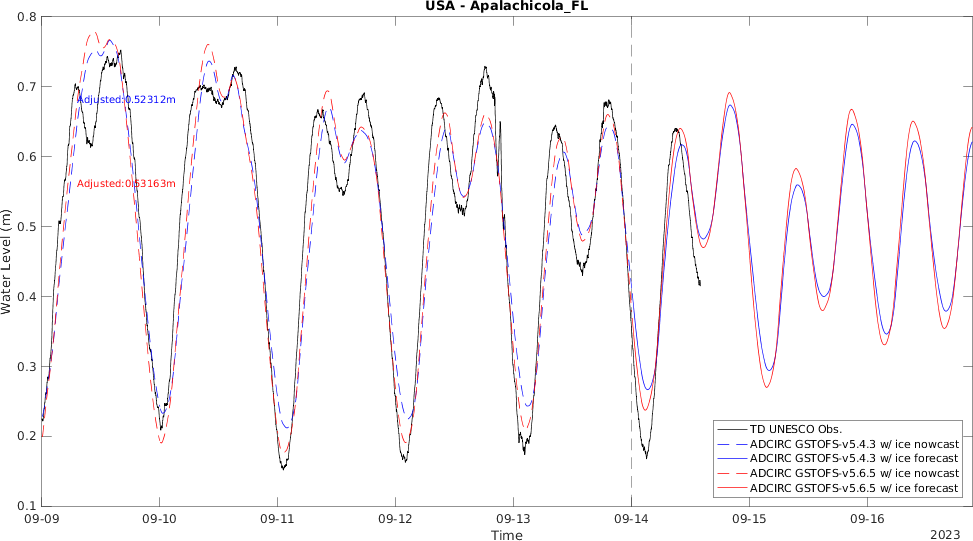 USA - Apalachicola_FL
0.8
0.7
0.6
0.5
0.4
0.3
0.2
0.1
Water Level (m)
Adjusted:0.52312m
Adjusted:0.53163m
TD UNESCO Obs.
ADCIRC GSTOFS-v5.4.3 w/ ice nowcast
ADCIRC GSTOFS-v5.4.3 w/ ice forecast
ADCIRC GSTOFS-v5.6.5 w/ ice nowcast
ADCIRC GSTOFS-v5.6.5 w/ ice forecast
09-09 09-10 09-11 09-12 09-13 09-14 09-15 09-16
Time
2023